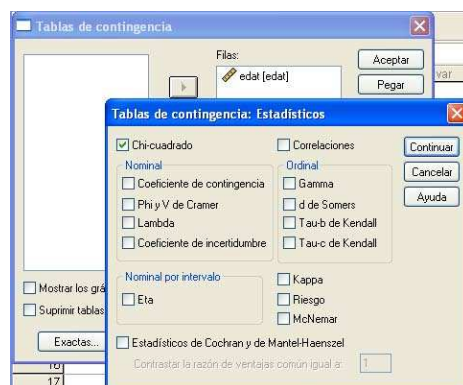 Tablas de contingencia
Filas:
edat [edat]
Aceptar
Pegar
var
Tablas de contingencia: Estadísticos
Chi-cuadrado
Correlaciones
Continuar
Cancelar
Ayuda
Nominal
Coeficiente de contingencia
Phi y V de Cramer
Lambda
Coeficiente de incertidumbre
Ordinal
Gamma
d de Somers
Tau-b de Kendall
Tau-c de Kendall
Nominal por intervalo
Eta
Kappa
Riesgo
McNemar
Estadísticos de Cochran y de Mantel-Haenszel
Contrastar la razón de ventajas común igual a:
1
Mostrar los grá
Suprimir tablas
Exactas...
16
17